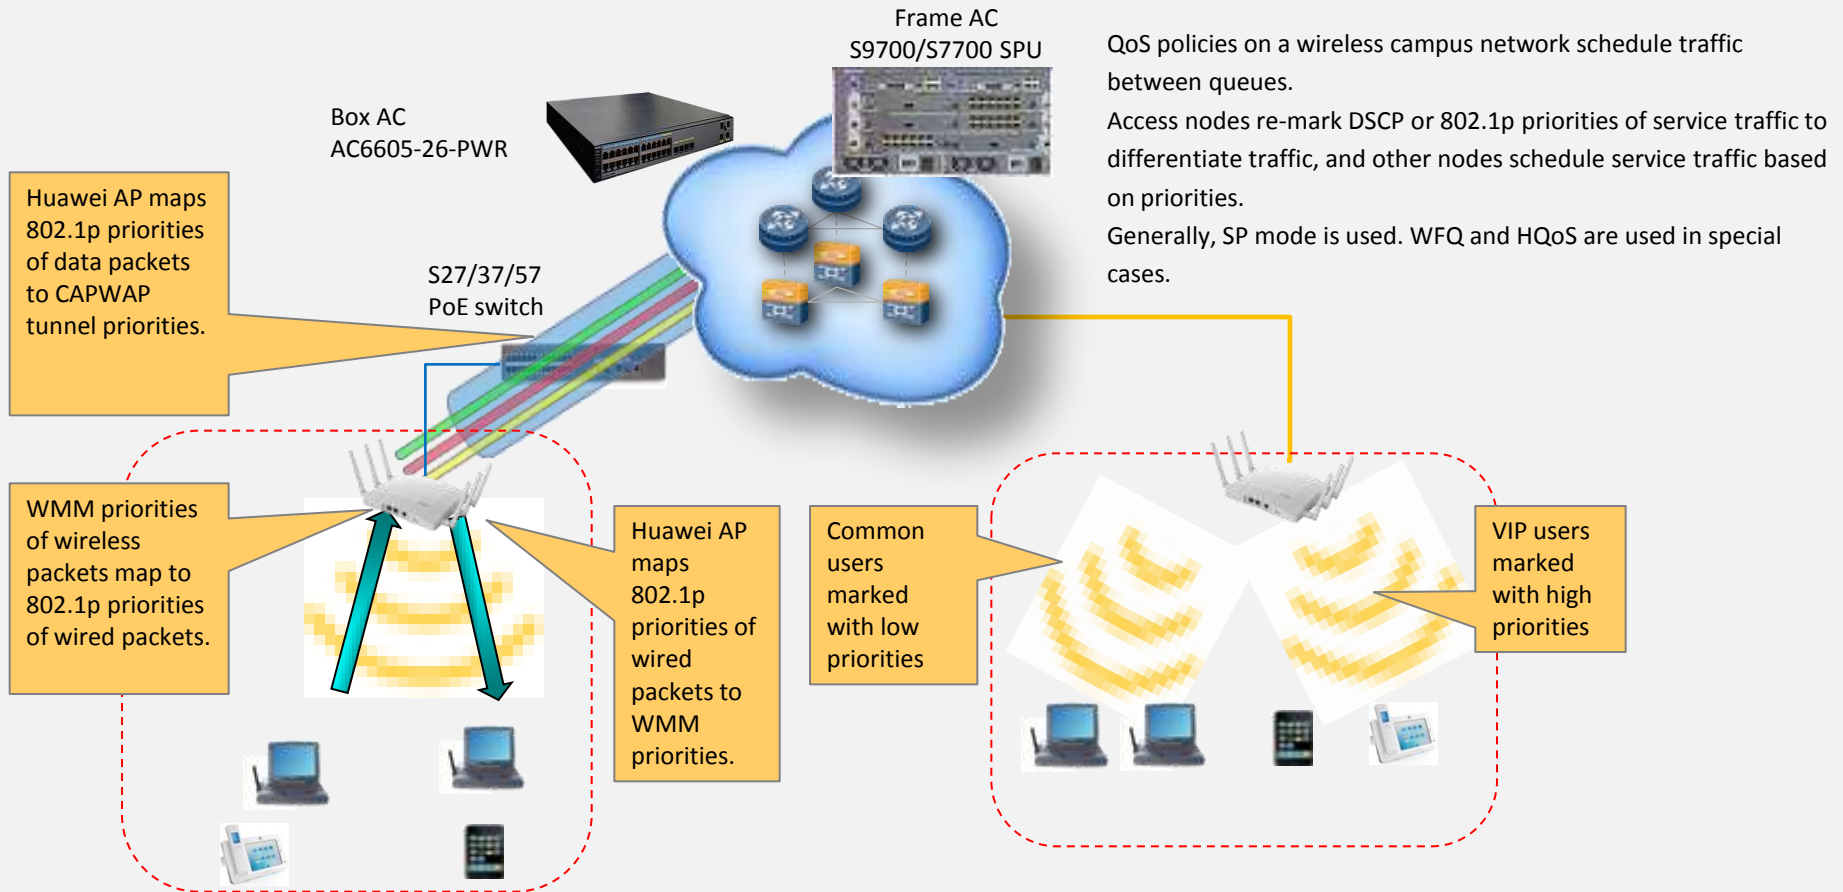 Frame AC
S9700/S7700 SPU
QoS policies on a wireless campus network schedule traffic
between queues.
Access nodes re-mark DSCP or 802.1p priorities of service traffic to
differentiate traffic, and other nodes schedule service traffic based
on priorities.
Generally, SP mode is used. WFQ and HQoS are used in special
cases.
Box AC
AC6605-26-PWR
Huawei AP maps
802.1p priorities
of data packets
to CAPWAP
tunnel priorities.
S27/37/57
PoE switch
WMM priorities
of wireless
packets map to
802.1p priorities
of wired packets.
Huawei AP
maps
802.1p
priorities of
wired
packets to
WMM
priorities.
Common
users
marked
with low
priorities
VIP users
marked
with high
priorities